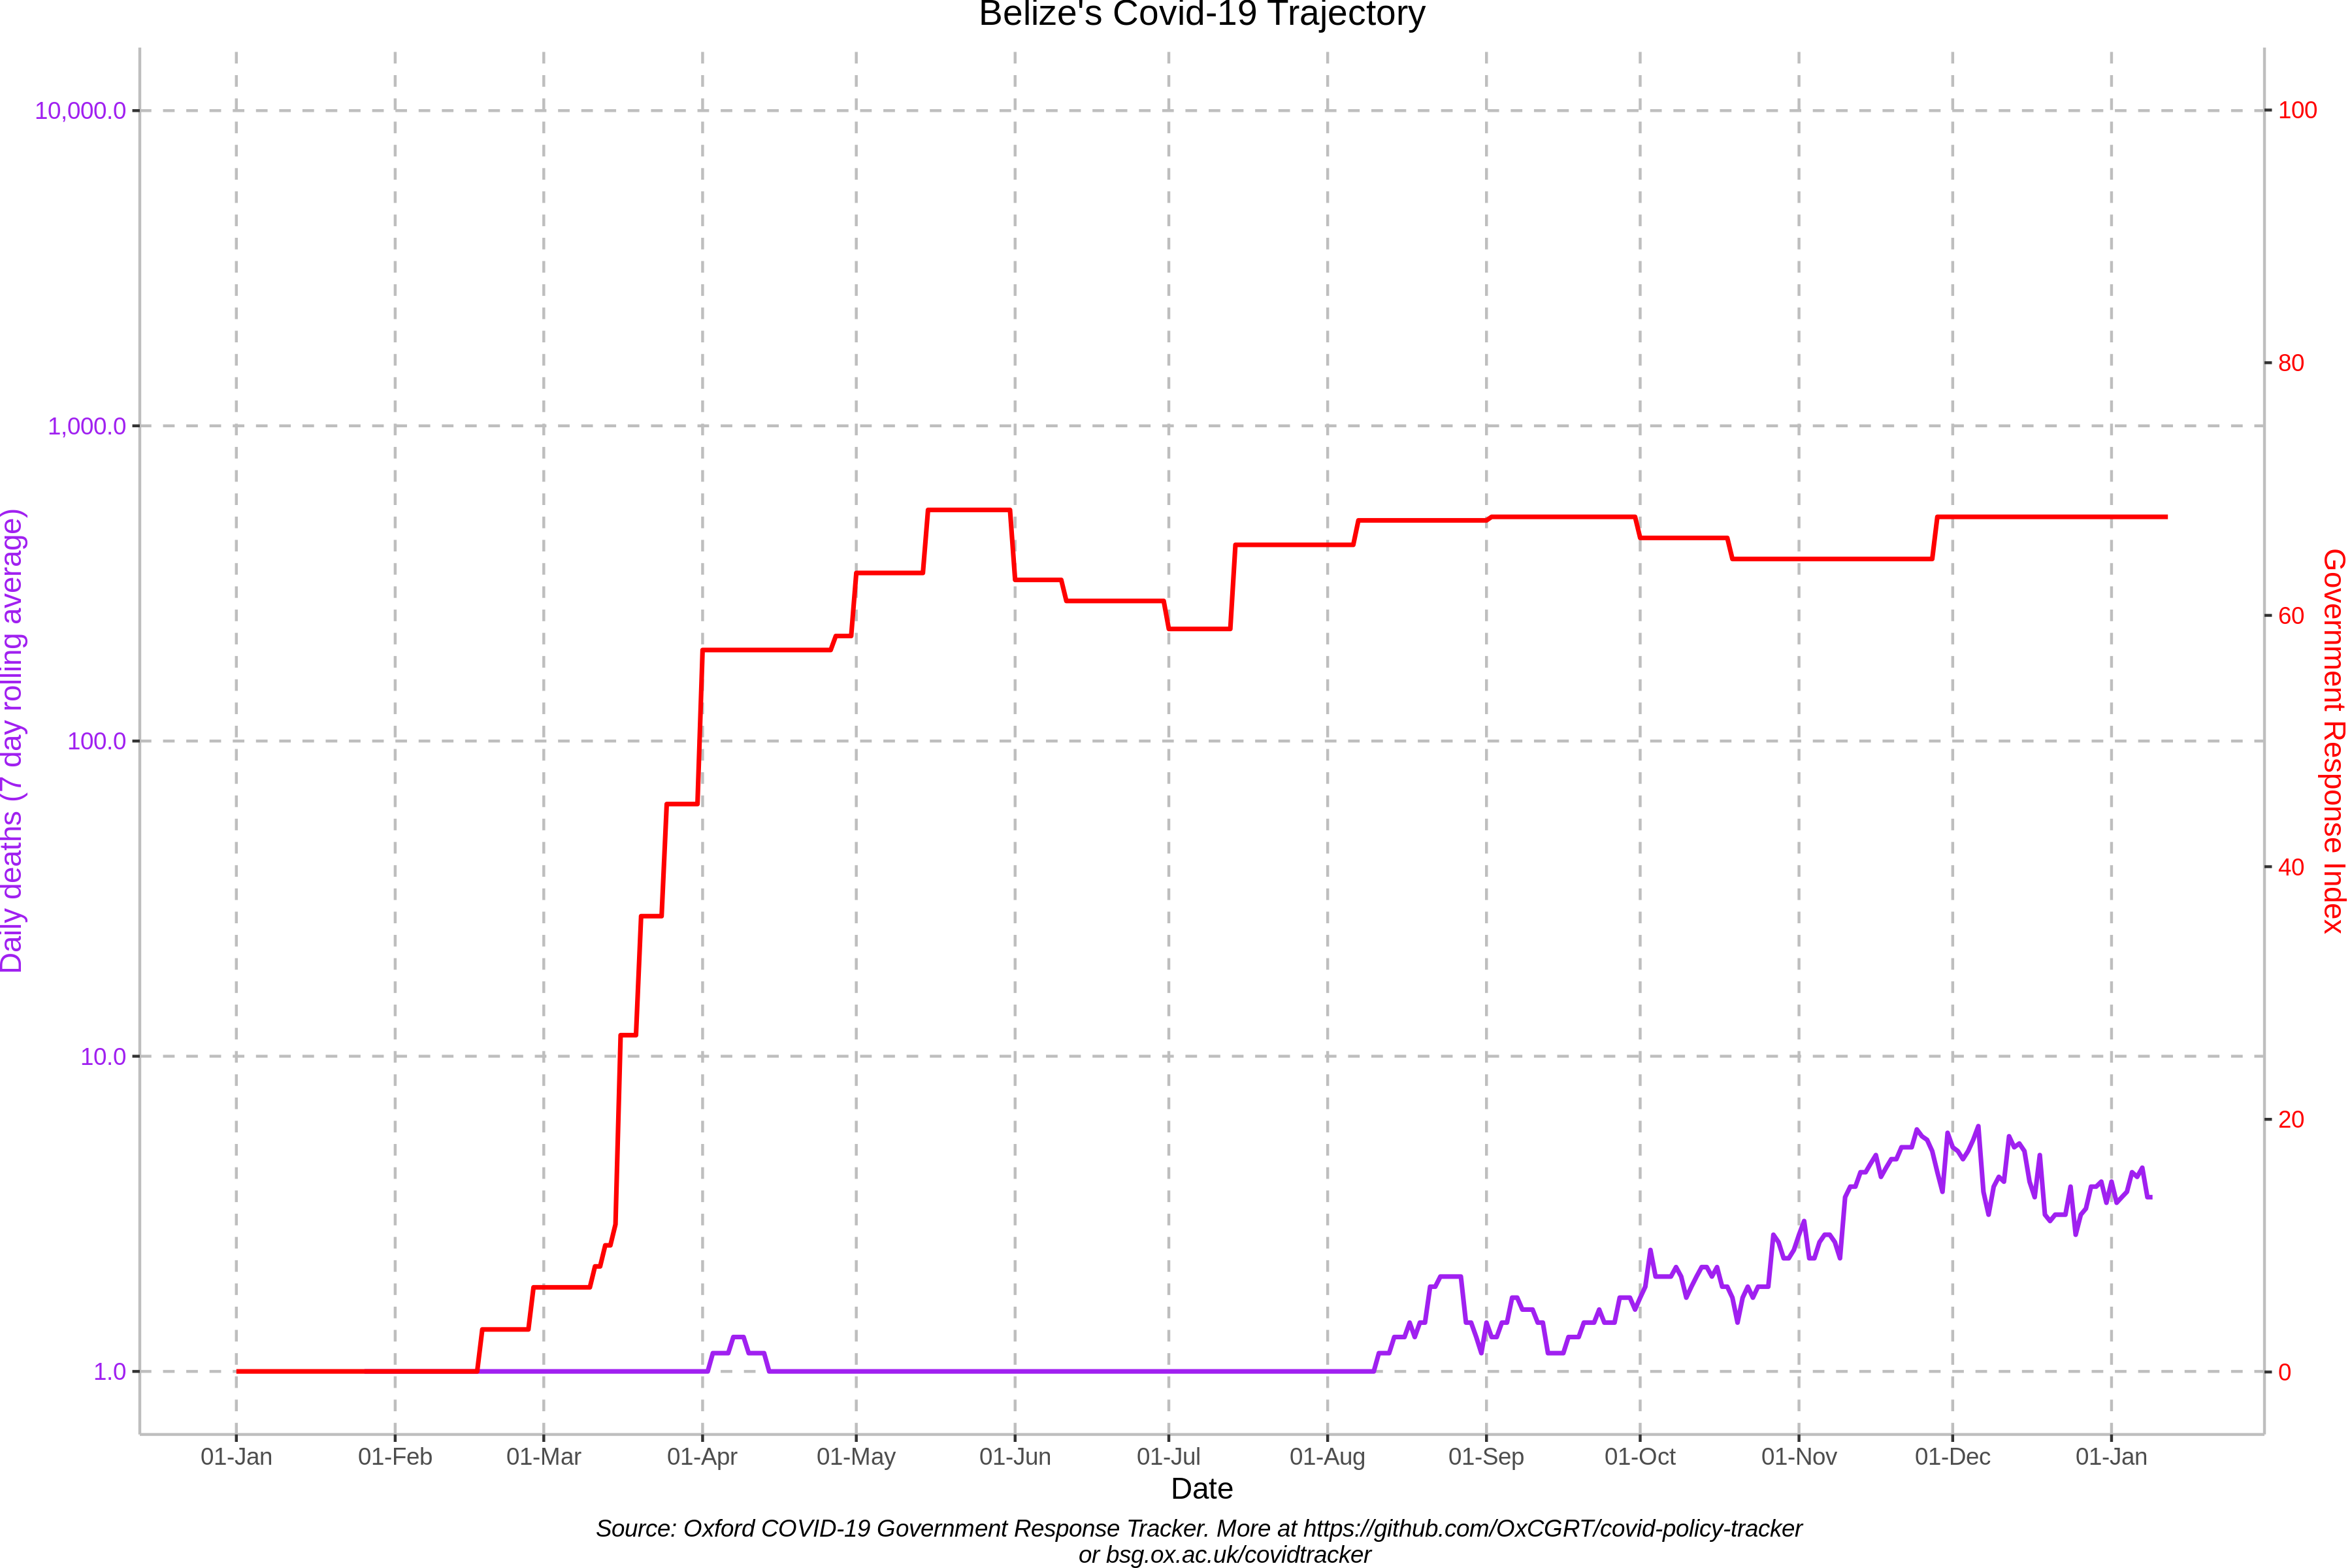 Belize's Covid-19 Trajectory
10,000.0
1,000.0
100.0
10.0
1.0
Daily deaths (7 day rolling average)
100
80
60
40
20
0
Government Response Index
01-Jan 01-Feb 01-Mar 01-Apr 01-May 01-Jun 01-Jul 01-Aug 01-Sep 01-Oct 01-Nov 01-Dec 01-Jan
Date
Source: Oxford COVID-19 Government Response Tracker. More at https://github.com/OxCGRT/covid-policy-tracker
or bsg.ox.ac.uk/covidtracker